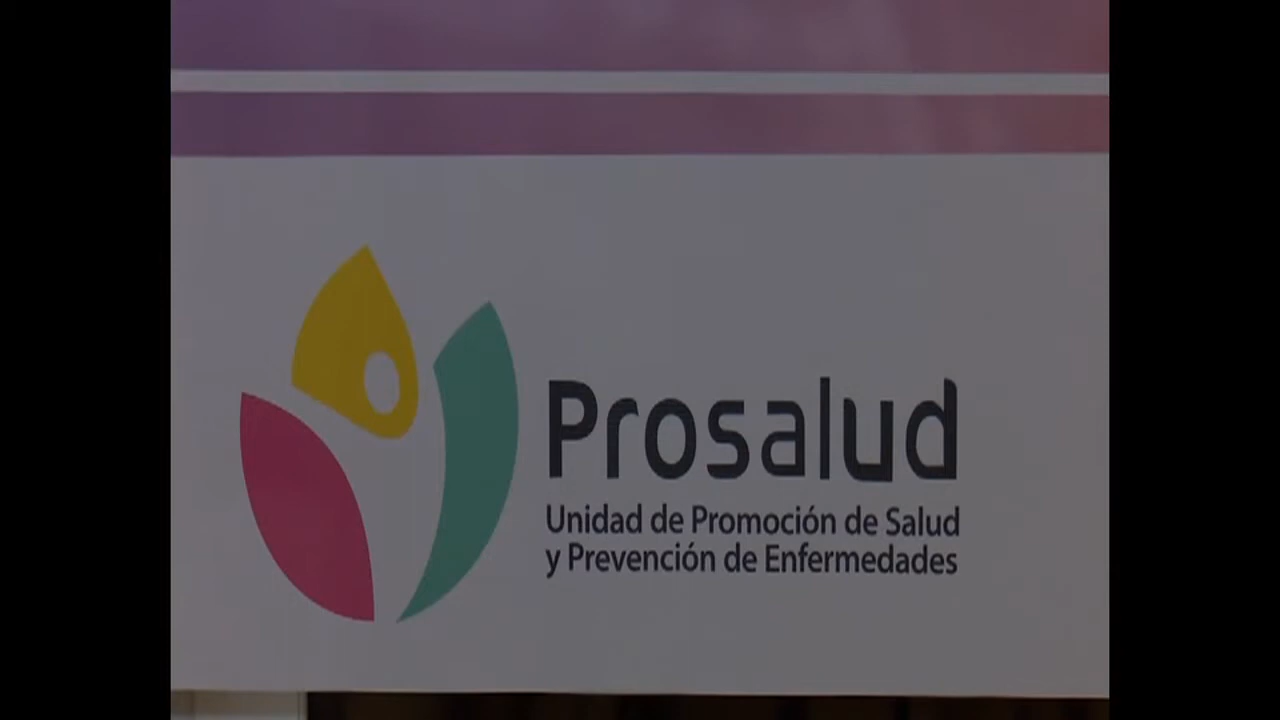 Prosalud
Unidad de Promoción de Salud
y Prevención de Enfermedades